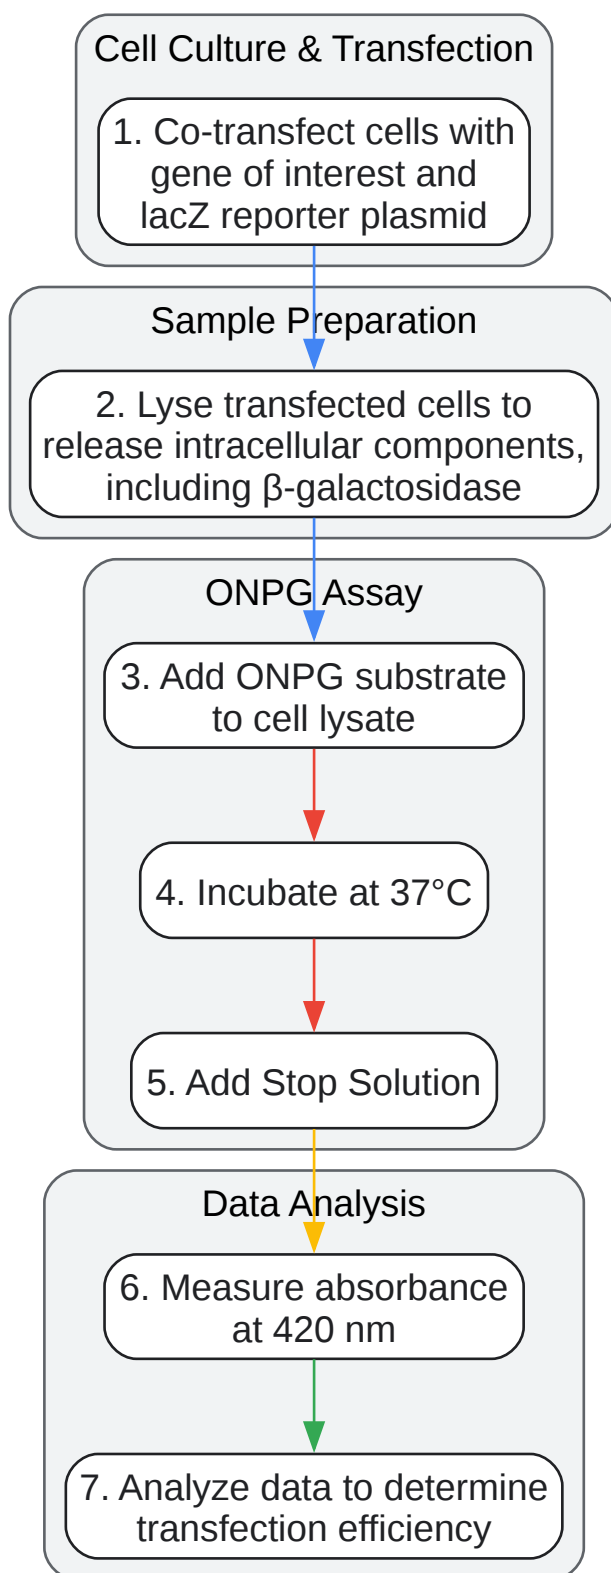 Cell Culture & Transfection
1. Co-transfect cells with
gene of interest and
lacZ reporter plasmid
Sample Preparation
2. Lyse transfected cells to
release intracellular components,
including β-galactosidase
ONPG Assay
3. Add ONPG substrate
to cell lysate
4. Incubate at 37°C
5. Add Stop Solution
Data Analysis
6. Measure absorbance
at 420 nm
7. Analyze data to determine
transfection efficiency